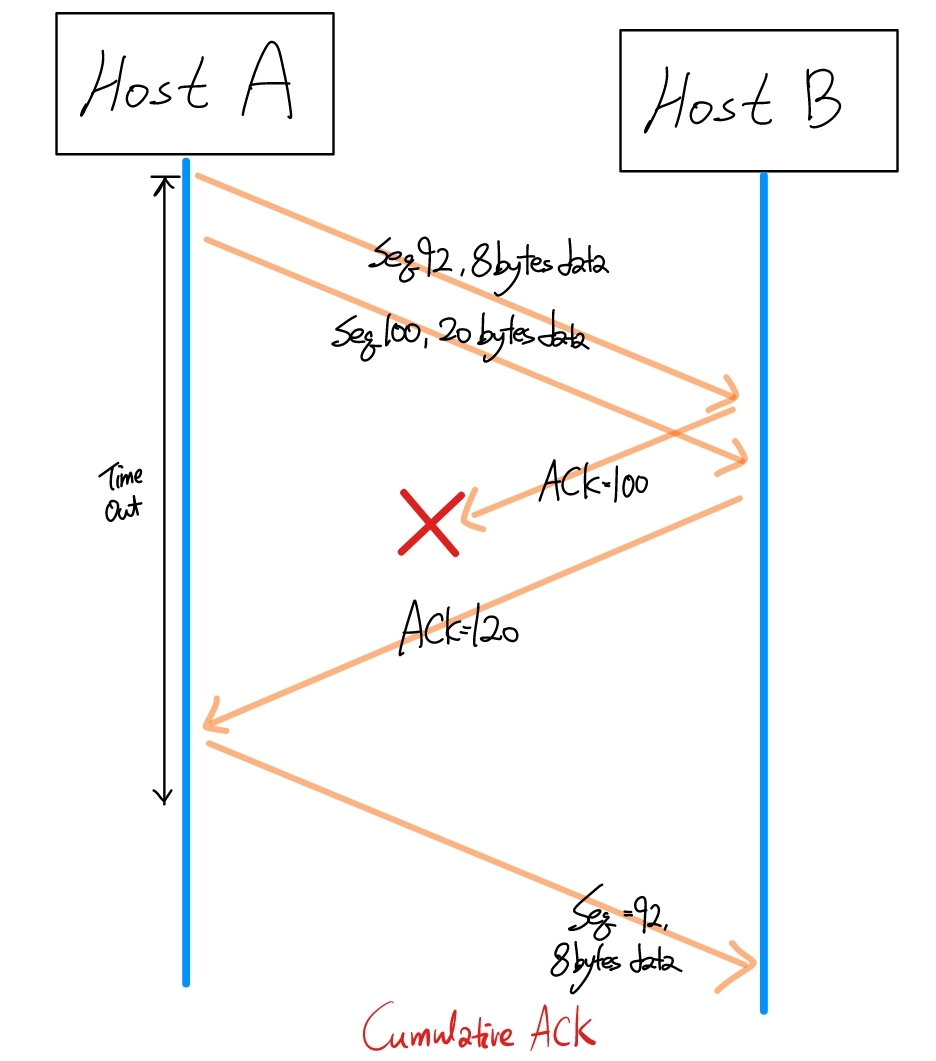 Host A
Host B
Seq 92, 8 bytes data
Seq 100, 20 bytes data
Time
Out
ACK=100
ACK=120
Seq=92,
8 bytes data
Cumulative ACK